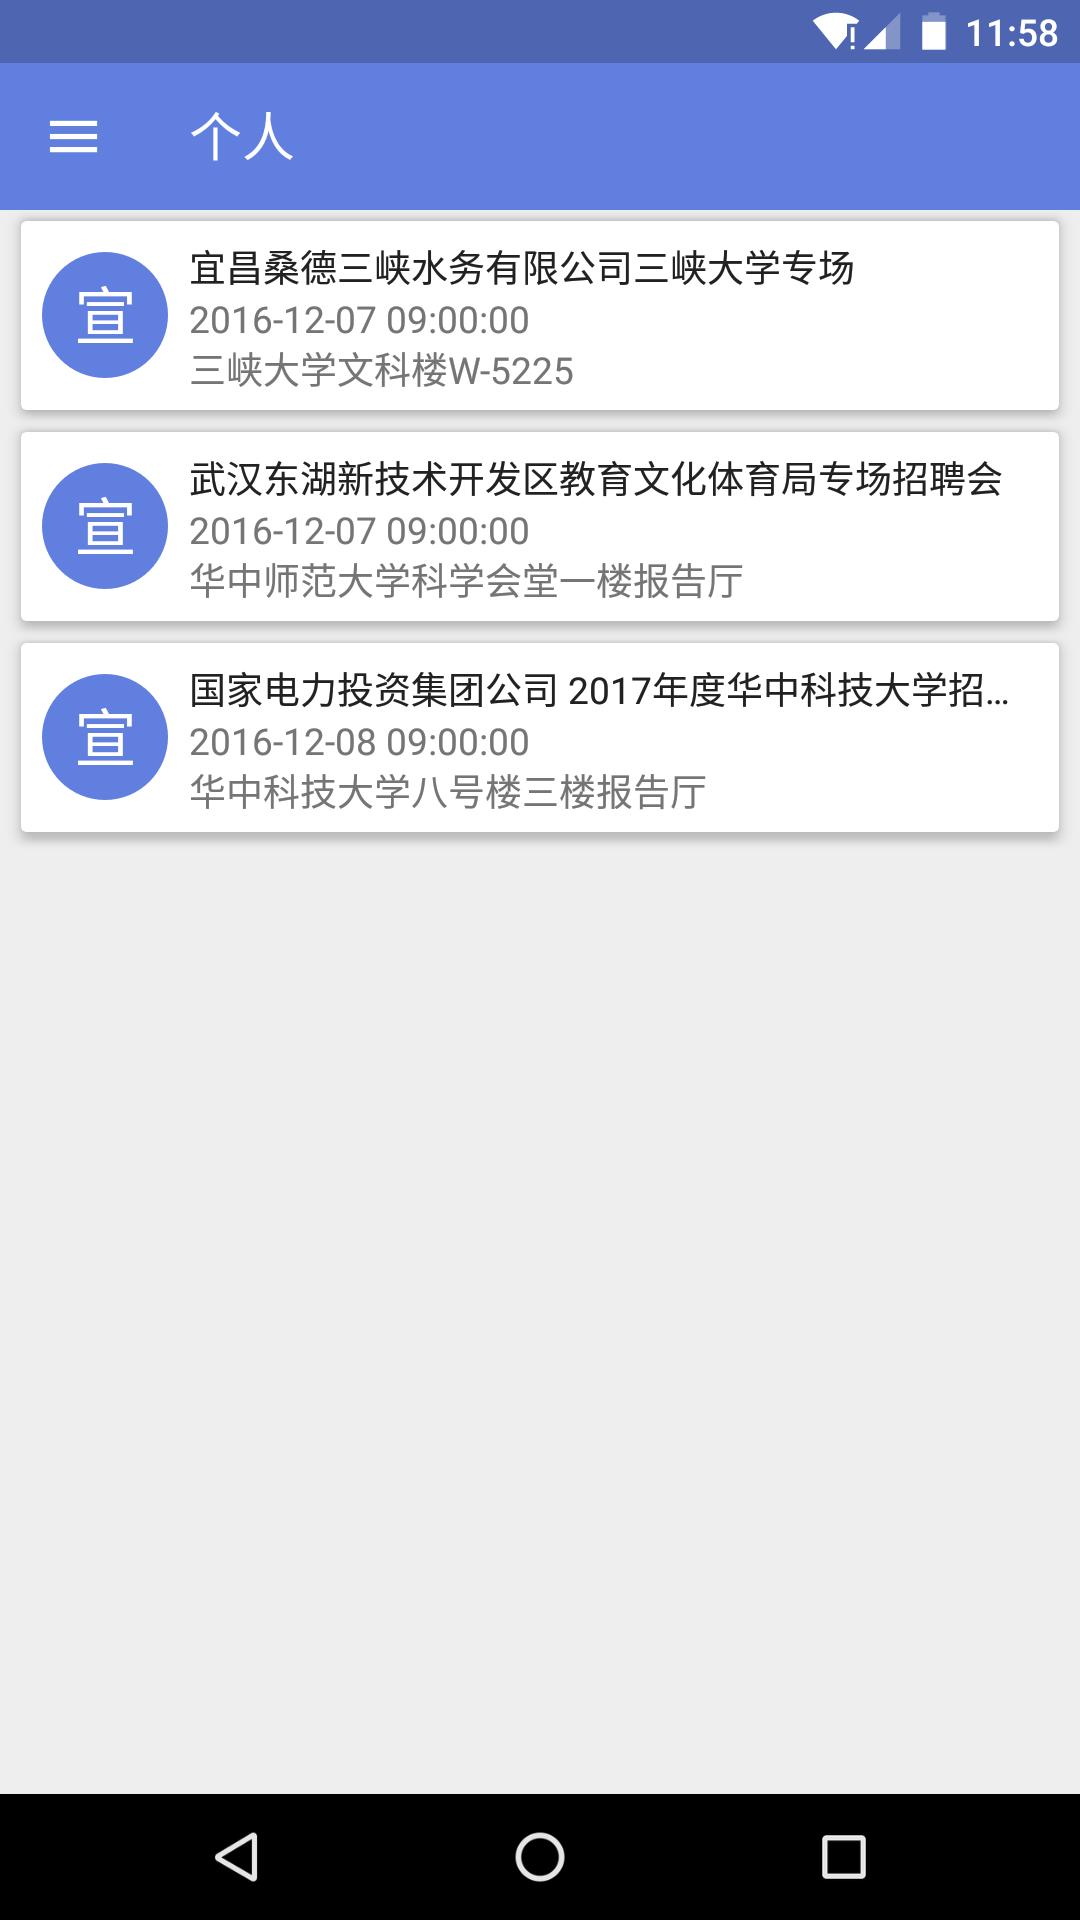 11:58
个人
宣
宜昌桑德三峡水务有限公司三峡大学专场
2016-12-07 09:00:00
三峡大学文科楼W-5225
宣
武汉东湖新技术开发区教育文化体育局专场招聘会
2016-12-07 09:00:00
华中师范大学科学会堂一楼报告厅
宣
国家电力投资集团公司 2017年度华中科技大学招...
2016-12-08 09:00:00
华中科技大学八号楼三楼报告厅